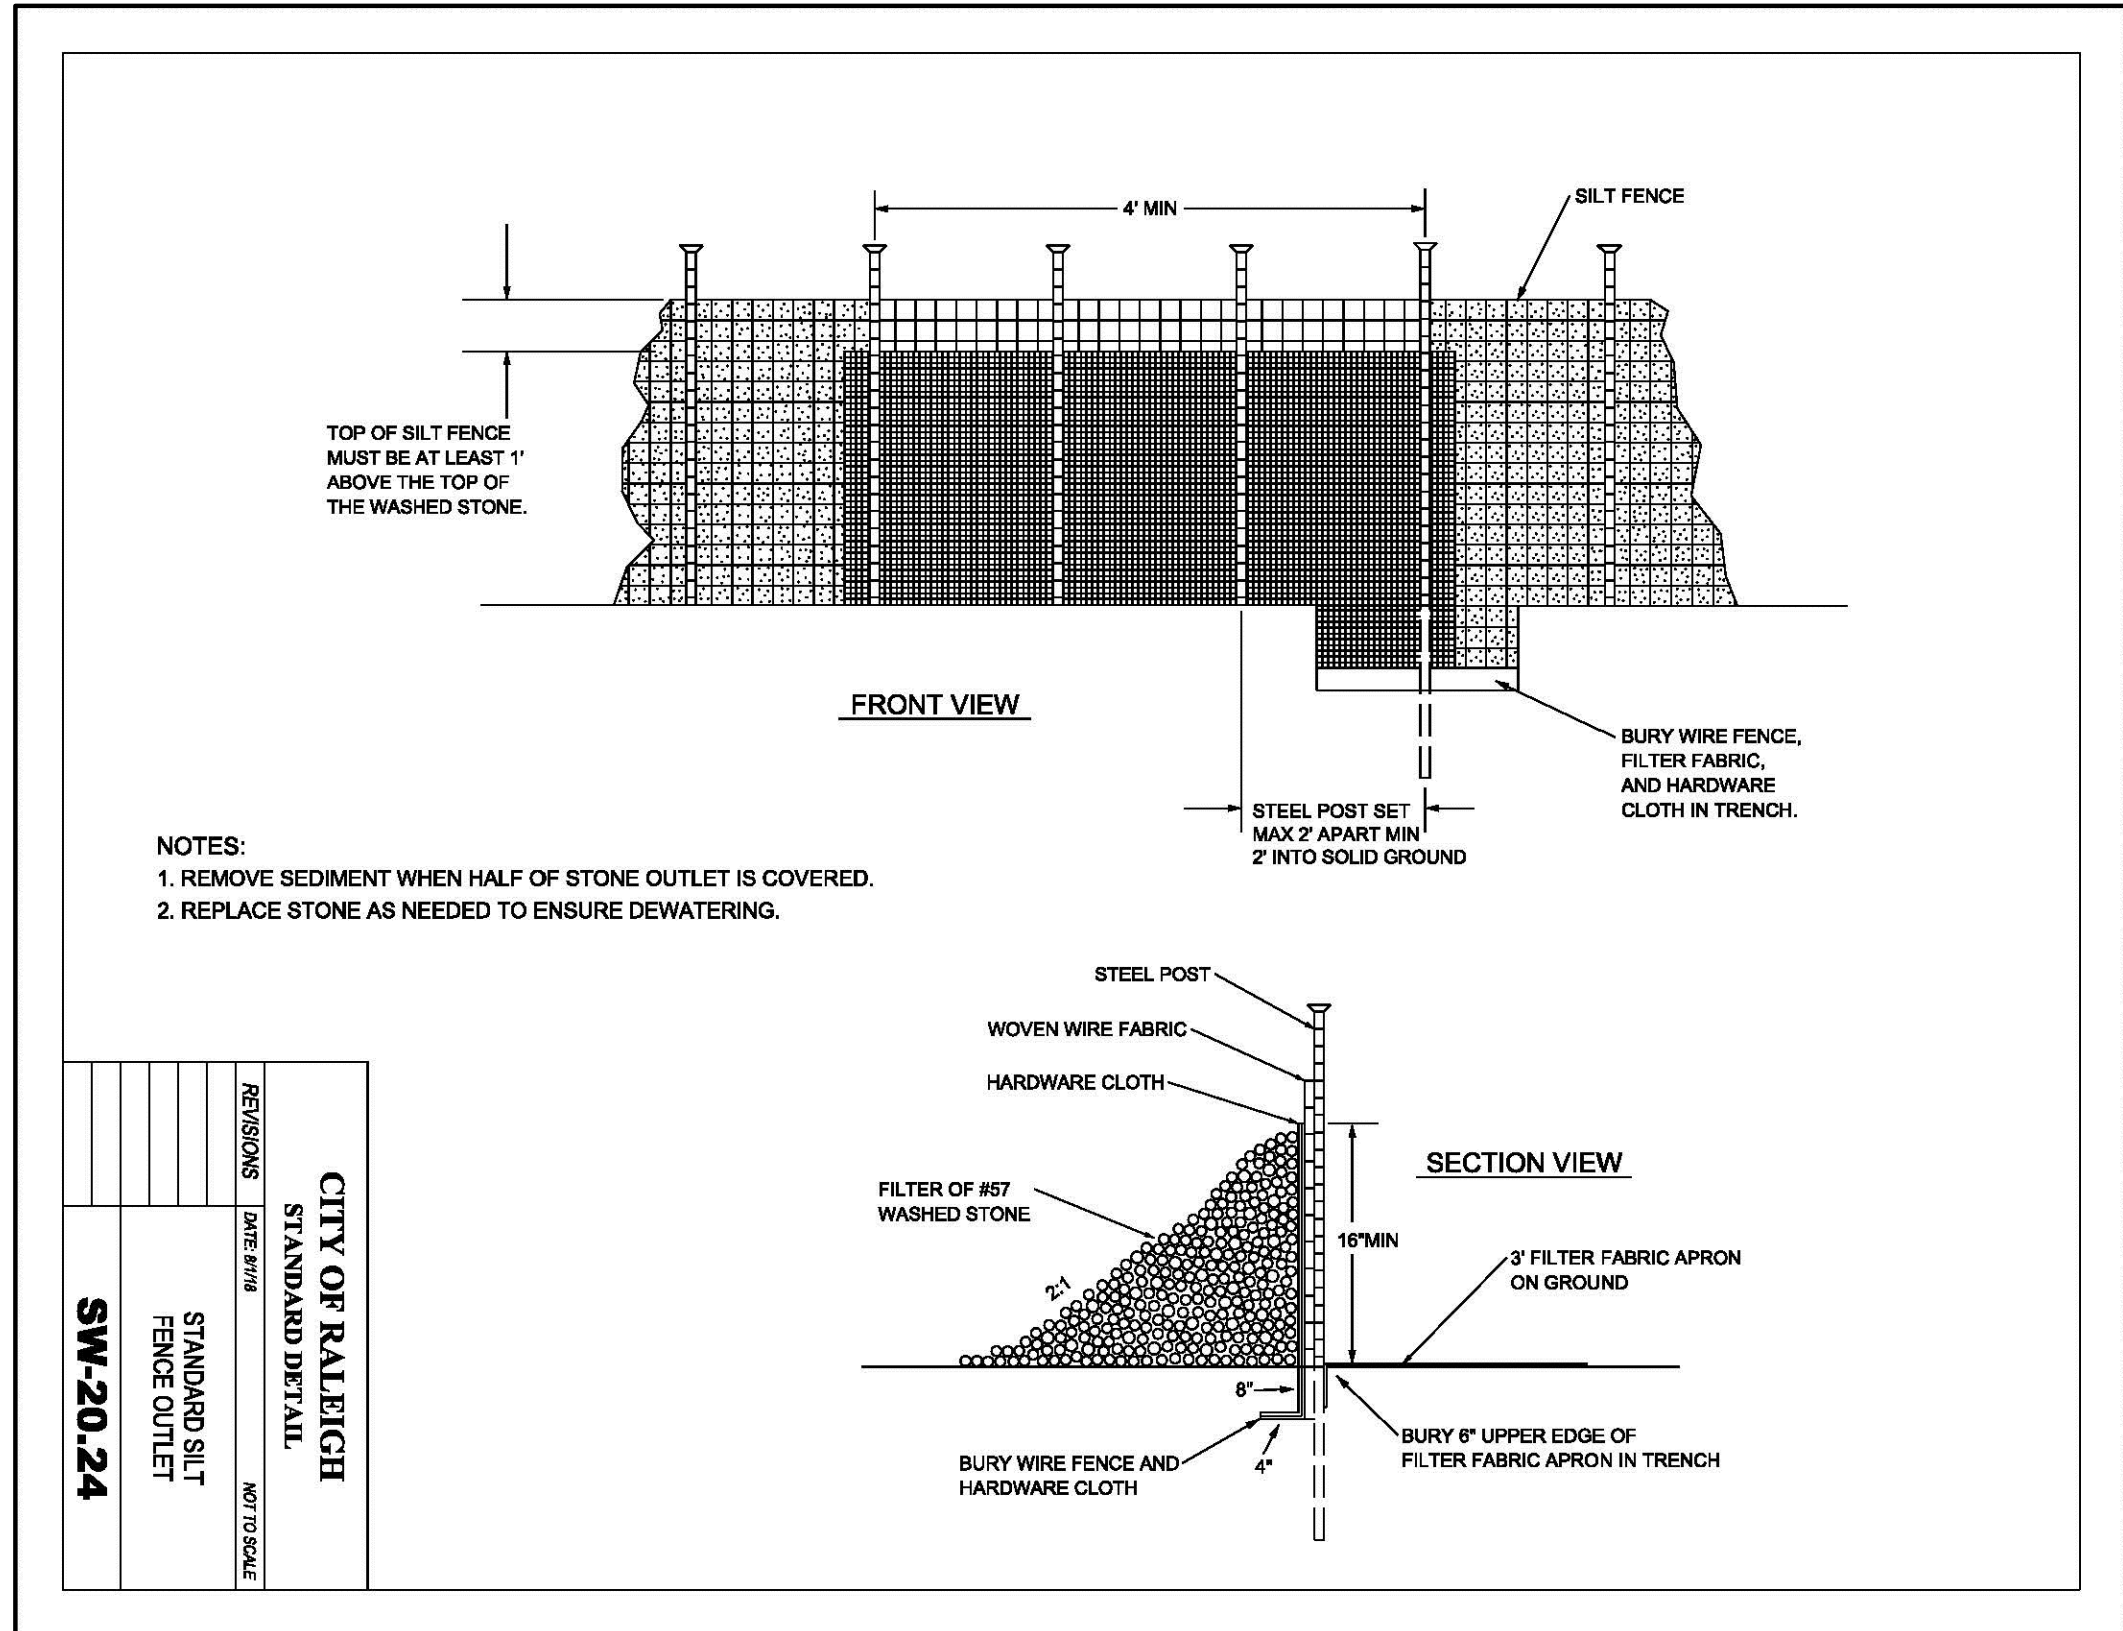 4' MIN
SILT FENCE
TOP OF SILT FENCE
MUST BE AT LEAST 1'
ABOVE THE TOP OF
THE WASHED STONE.
FRONT VIEW
BURY WIRE FENCE,
FILTER FABRIC,
AND HARDWARE
CLOTH IN TRENCH.
STEEL POST SET
MAX 2' APART MIN
2' INTO SOLID GROUND
NOTES:
1. REMOVE SEDIMENT WHEN HALF OF STONE OUTLET IS COVERED.
2. REPLACE STONE AS NEEDED TO ENSURE DEWATERING.
STEEL POST
WOVEN WIRE FABRIC
HARDWARE CLOTH
SECTION VIEW
FILTER OF #57
WASHED STONE
2:1
16"MIN
3' FILTER FABRIC APRON
ON GROUND
8"
4"
BURY WIRE FENCE AND
HARDWARE CLOTH
BURY 6" UPPER EDGE OF
FILTER FABRIC APRON IN TRENCH
CITY OF RALEIGH
STANDARD DETAIL
REVISIONS
DATE: 8/1/18
NOT TO SCALE
STANDARD SILT
FENCE OUTLET
SW-20.24